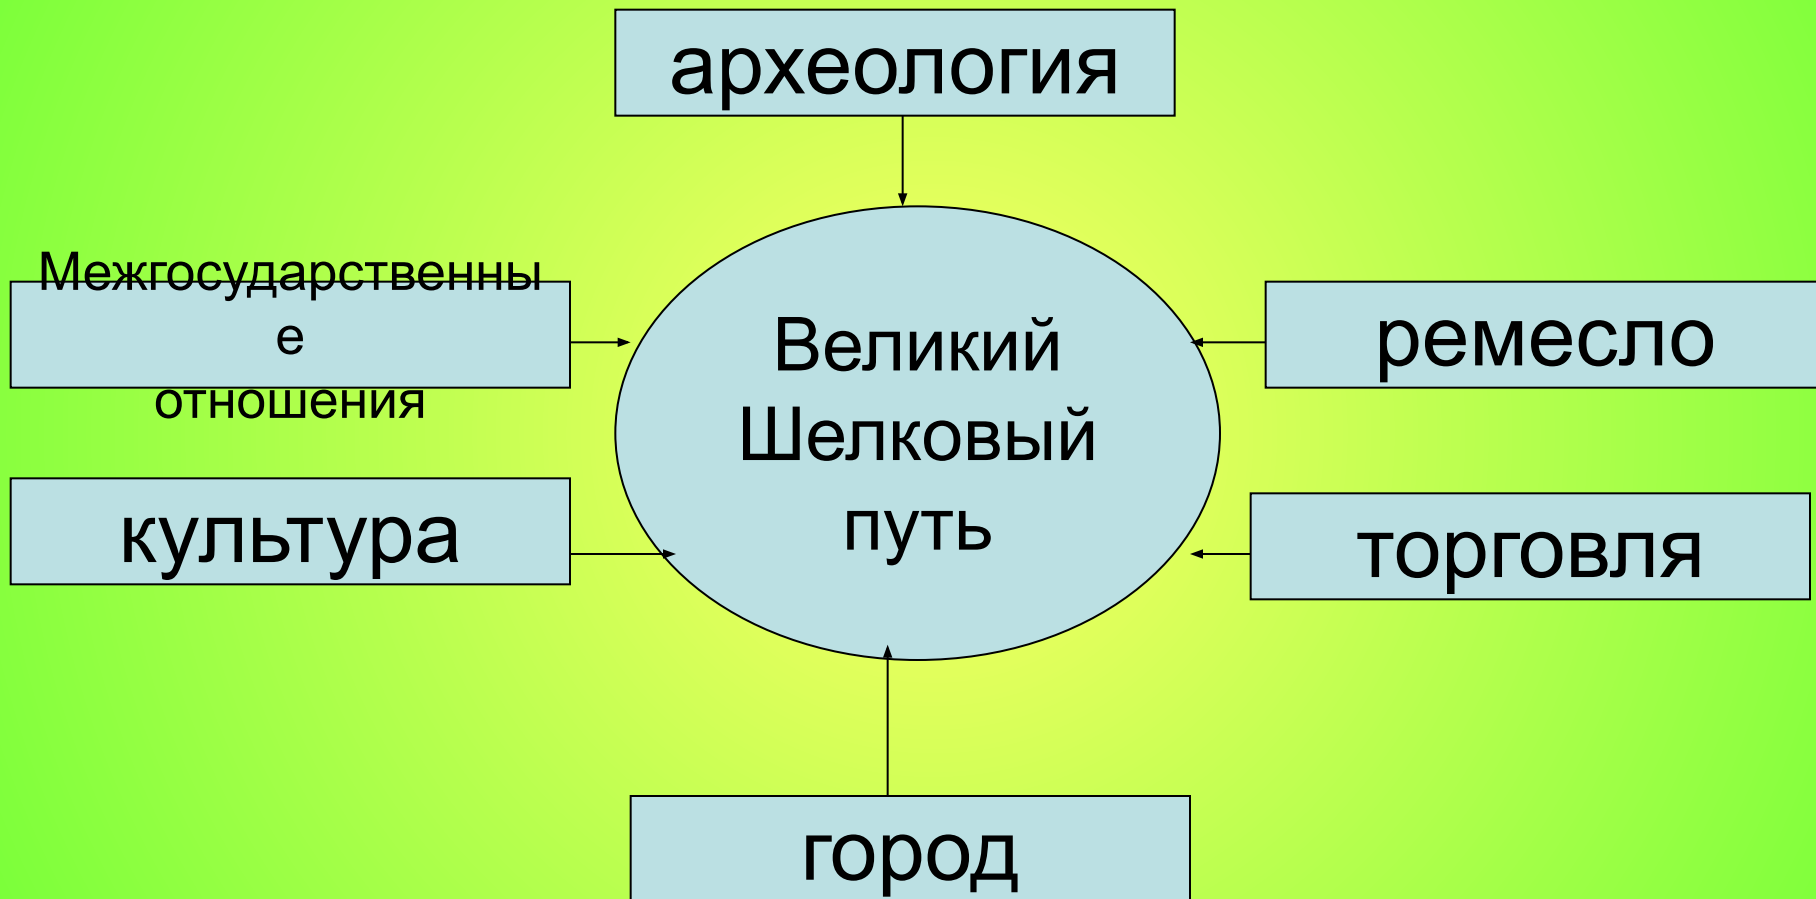 археология
Межгосударственны
е
отношения
Великий
Шелковый
путь
ремесло
культура
торговля
город